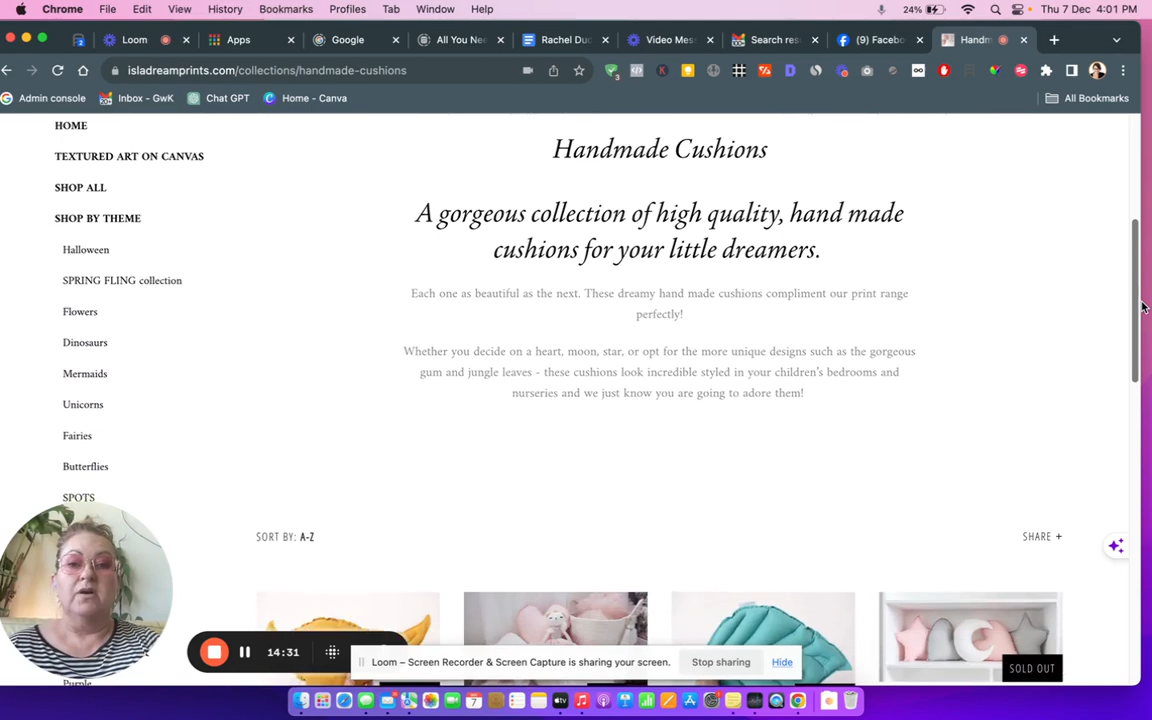 Chrome File Edit View History Bookmarks Profiles Tab Window Help 24% Thu 7 Dec 4:01 PM
Loom Apps Google All You Nee Rachel Dud Video Mes Search res (9) Facebo Handm
isladreamprints.com/collections/handmade-cushions
Admin console Inbox - GwK Chat GPT Home - Canva All Bookmarks
HOME
TEXTURED ART ON CANVAS
SHOP ALL
SHOP BY THEME
Halloween
SPRING FLING collection
Flowers
Dinosaurs
Mermaids
Unicorns
Fairies
Butterflies
SPOTS
Purple
Handmade Cushions
A gorgeous collection of high quality, hand made
cushions for your little dreamers.
Each one as beautiful as the next. These dreamy hand made cushions compliment our print range
perfectly!
Whether you decide on a heart, moon, star, or opt for the more unique designs such as the gorgeous
gum and jungle leaves - these cushions look incredible styled in your children's bedrooms and
nurseries and we just know you are going to adore them!
SORT BY: A-Z SHARE +
SOLD OUT
14:31
Loom – Screen Recorder & Screen Capture is sharing your screen. Stop sharing Hide